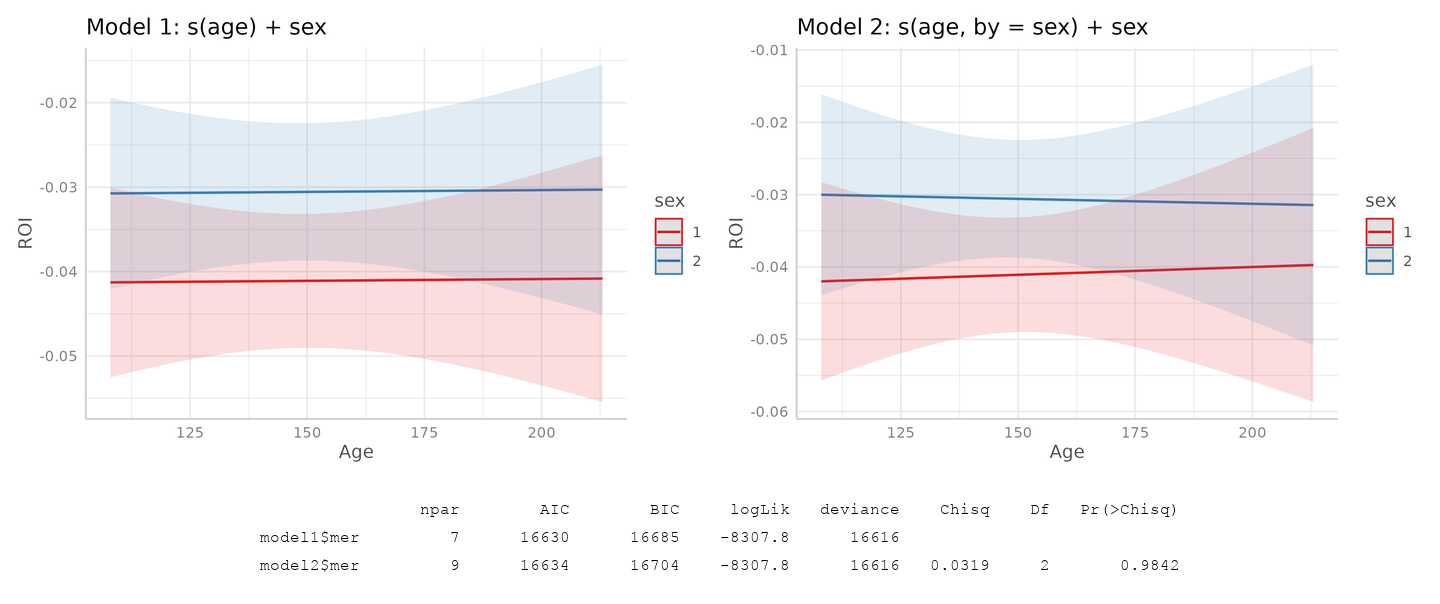 Model 1: s(age) + sex
-0.02
-0.03
-0.04
-0.05
ROI
125 150 175 200
Age
sex
1
2
Model 2: s(age, by = sex) + sex
-0.01
-0.02
-0.03
-0.04
-0.05
-0.06
ROI
125 150 175 200
Age
sex
1
2
npar AIC BIC logLik deviance Chisq Df Pr(>Chisq)
model1$mer 7 16630 16685 -8307.8 16616
model2$mer 9 16634 16704 -8307.8 16616 0.0319 2 0.9842